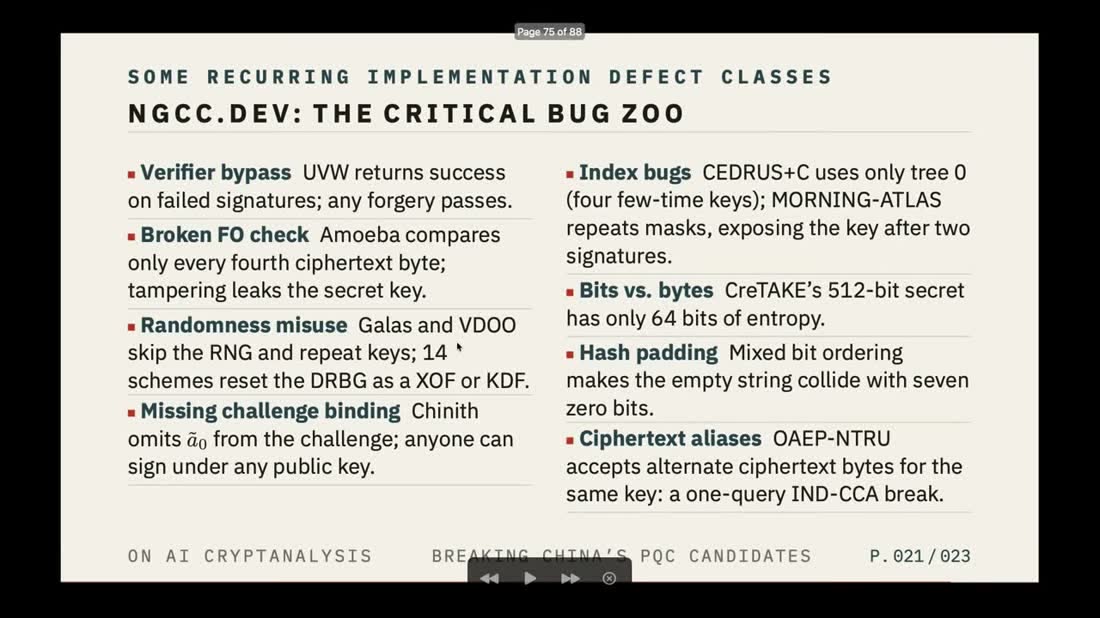 Page 75 of 88
SOME RECURRING IMPLEMENTATION DEFECT CLASSES
NGCC.DEV: THE CRITICAL BUG ZOO
Verifier bypass UVW returns success
on failed signatures; any forgery passes.
Broken FO check Amoeba compares
only every fourth ciphertext byte;
tampering leaks the secret key.
Randomness misuse Galas and VDOO
skip the RNG and repeat keys; 14
schemes reset the DRBG as a XOF or KDF.
Missing challenge binding Chinith
omits ã₀ from the challenge; anyone can
sign under any public key.
Index bugs CEDRUS+C uses only tree 0
(four few-time keys); MORNING-ATLAS
repeats masks, exposing the key after two
signatures.
Bits vs. bytes CreTAKE’s 512-bit secret
has only 64 bits of entropy.
Hash padding Mixed bit ordering
makes the empty string collide with seven
zero bits.
Ciphertext aliases OAEP-NTRU
accepts alternate ciphertext bytes for the
same key: a one-query IND-CCA break.
ON AI CRYPTANALYSIS
BREAKING CHINA’S PQC CANDIDATES
P. 021/023